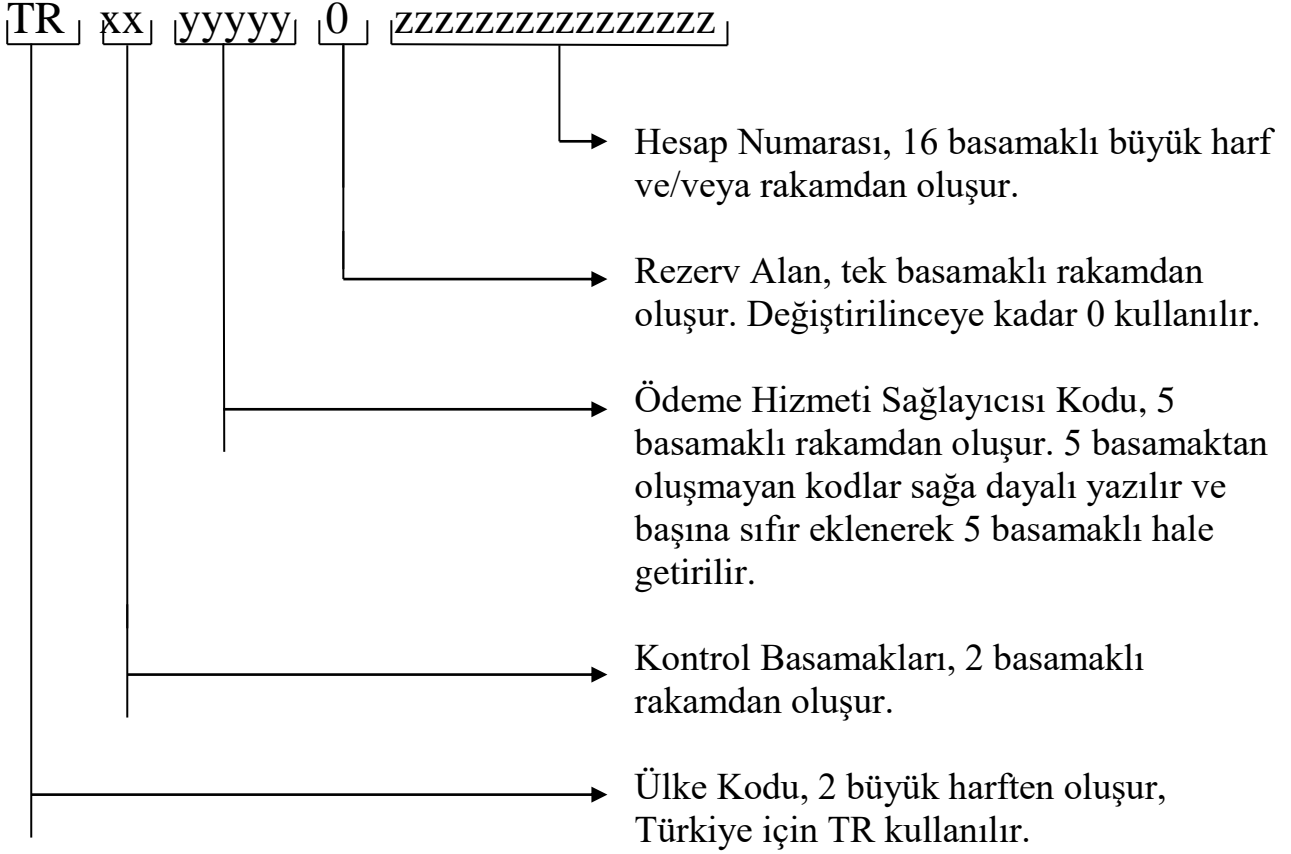 TR xx yyyyy 0 zzzzzzzzzzzzzzzz
Hesap Numarası, 16 basamaklı büyük harf
ve/veya rakamdan oluşur.
Rezerv Alan, tek basamaklı rakamdan
oluşur. Değiştirilinceye kadar 0 kullanılır.
Ödeme Hizmeti Sağlayıcısı Kodu, 5
basamaklı rakamdan oluşur. 5 basamaktan
oluşmayan kodlar sağa dayalı yazılır ve
başına sıfır eklenerek 5 basamaklı hale
getirilir.
Kontrol Basamakları, 2 basamaklı
rakamdan oluşur.
Ülke Kodu, 2 büyük harften oluşur,
Türkiye için TR kullanılır.